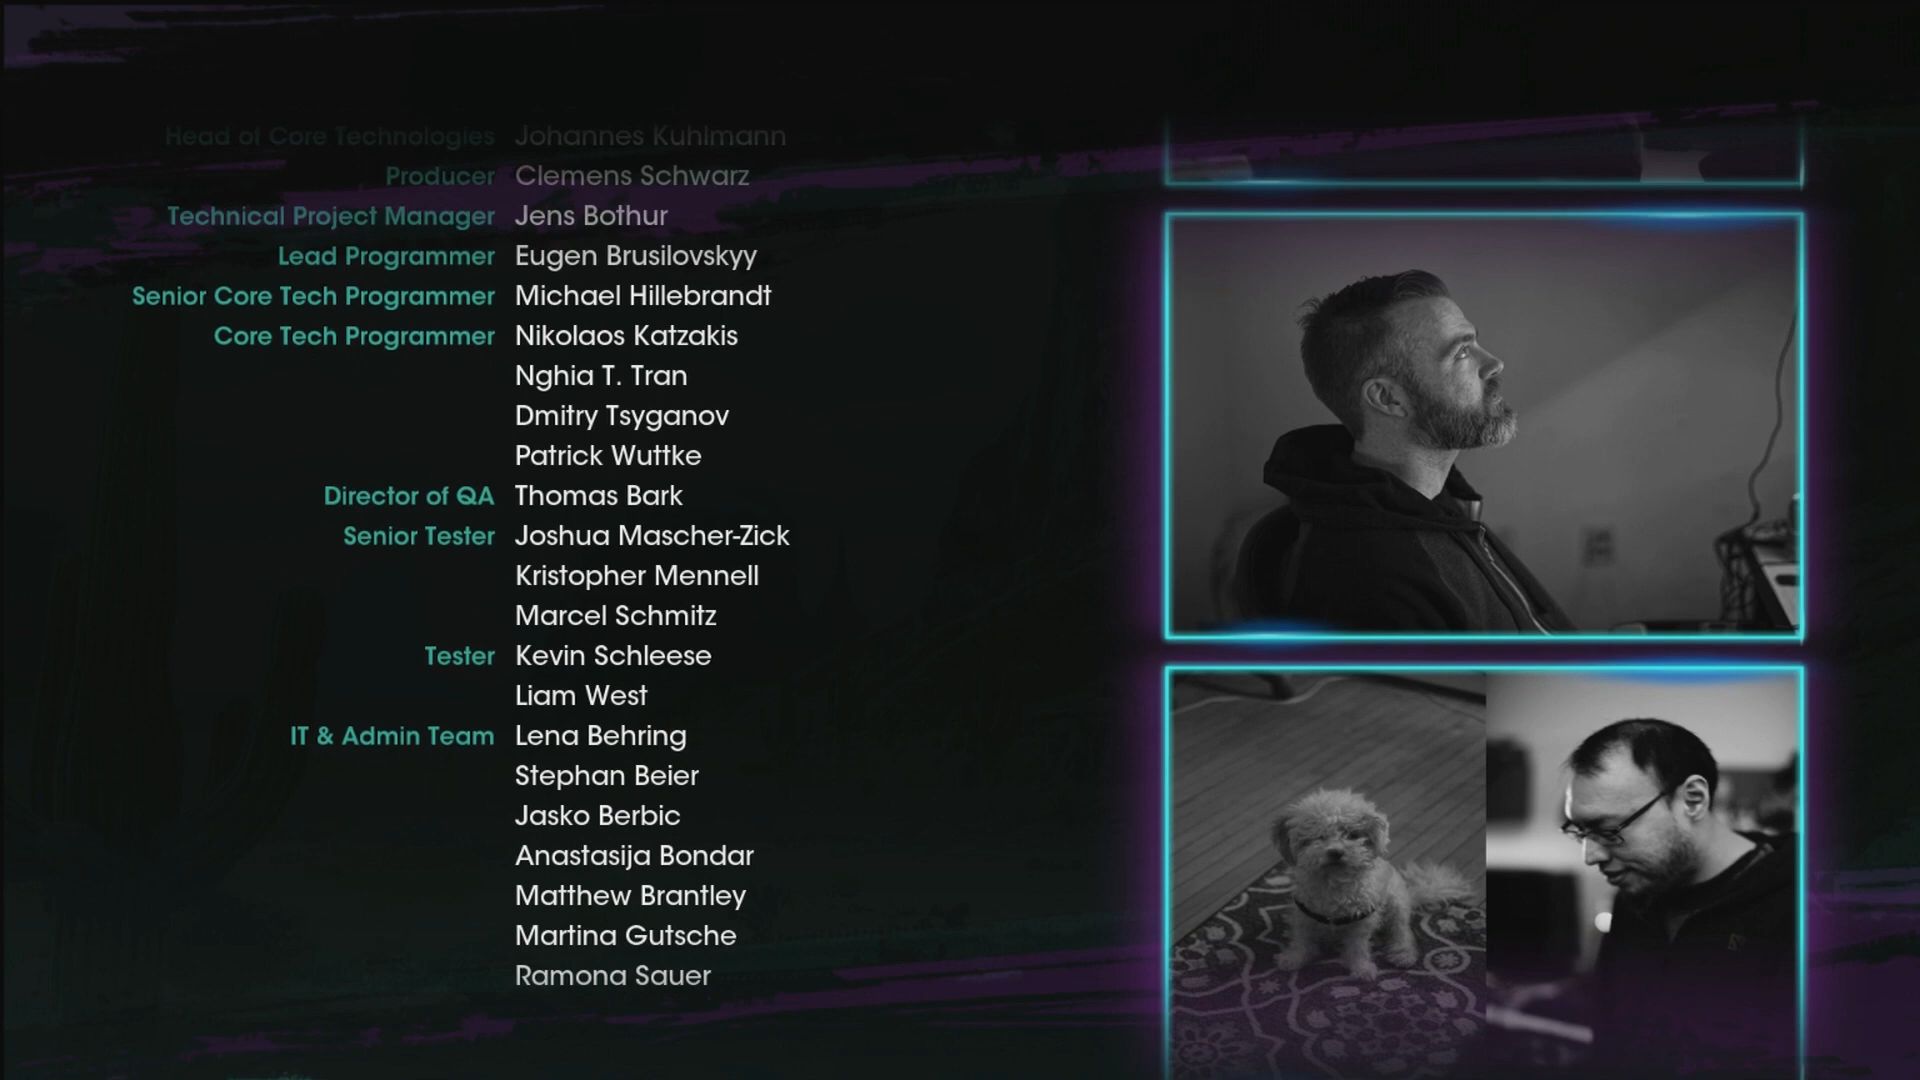 Head of Core Technologies Johannes Kuhlmann
Producer Clemens Schwarz
Technical Project Manager Jens Bothur
Lead Programmer Eugen Brusilovskyy
Senior Core Tech Programmer Michael Hillebrandt
Core Tech Programmer Nikolaos Katzakis
Nghia T. Tran
Dmitry Tsyganov
Patrick Wuttke
Director of QA Thomas Bark
Senior Tester Joshua Mascher-Zick
Kristopher Mennell
Marcel Schmitz
Tester Kevin Schleese
Liam West
IT & Admin Team Lena Behring
Stephan Beier
Jasko Berbic
Anastasija Bondar
Matthew Brantley
Martina Gutsche
Ramona Sauer